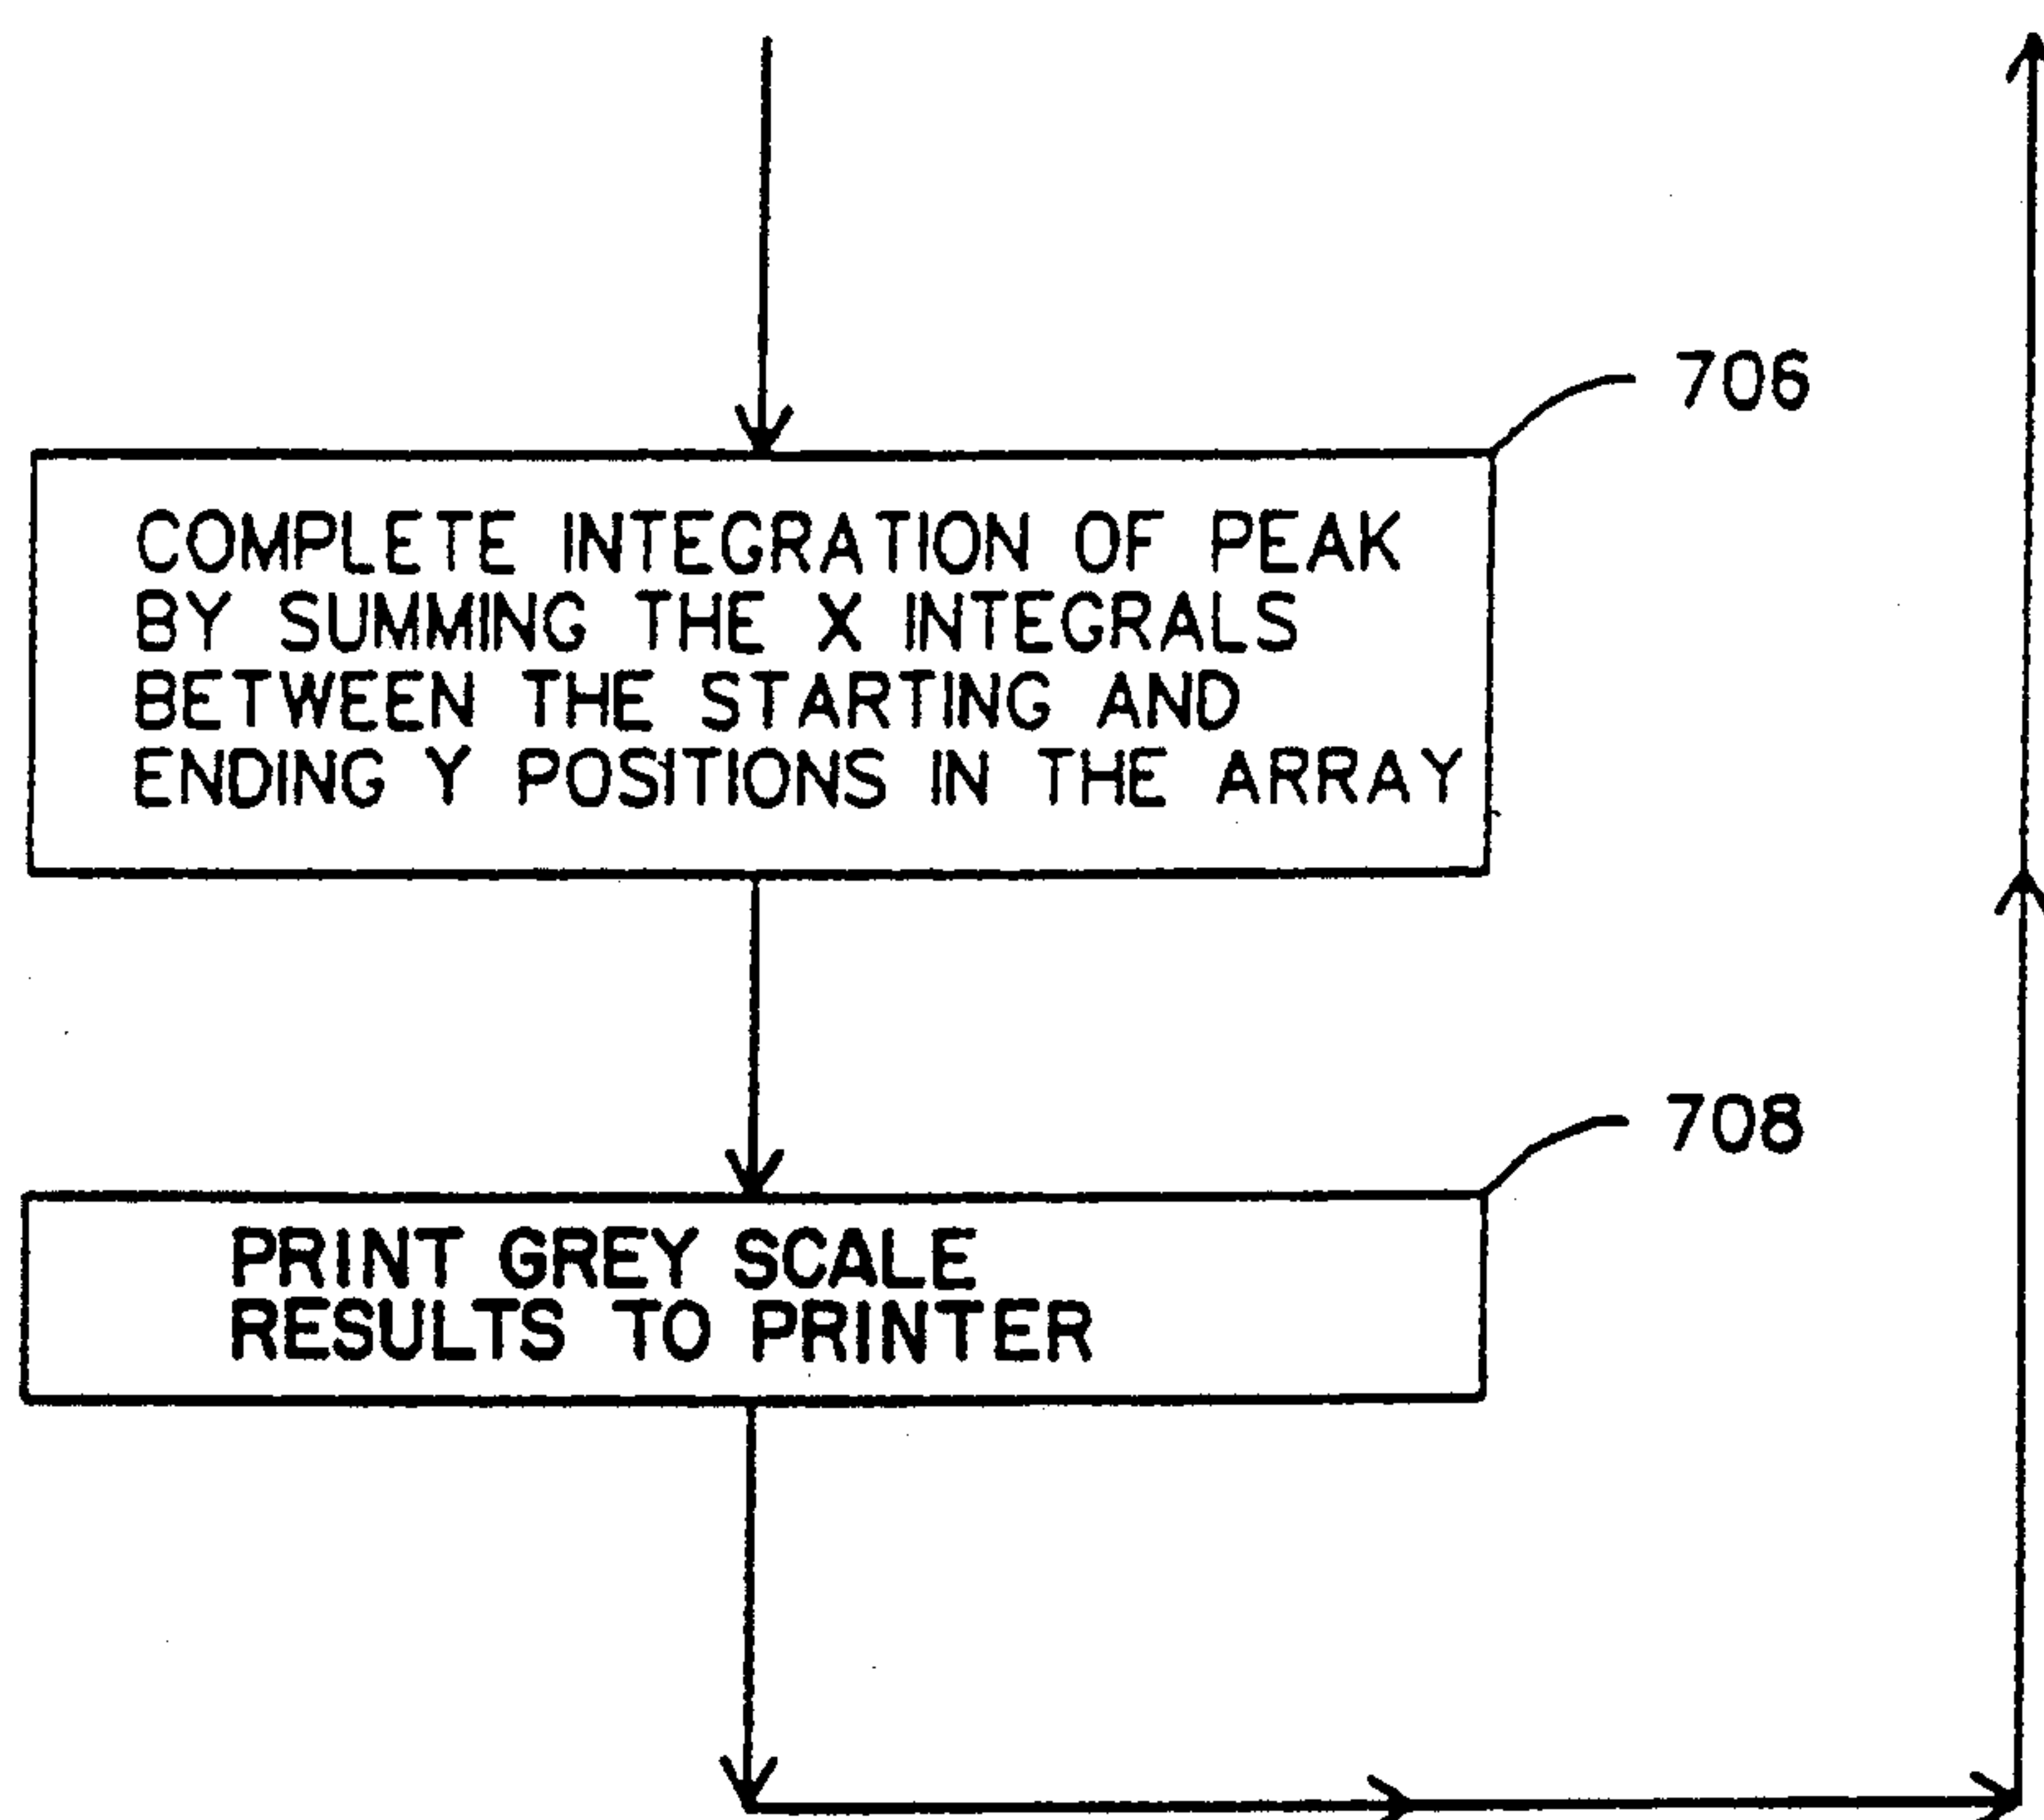 706
COMPLETE INTEGRATION OF PEAK
BY SUMMING THE X INTEGRALS
BETWEEN THE STARTING AND
ENDING Y POSITIONS IN THE ARRAY
708
PRINT GREY SCALE
RESULTS TO PRINTER